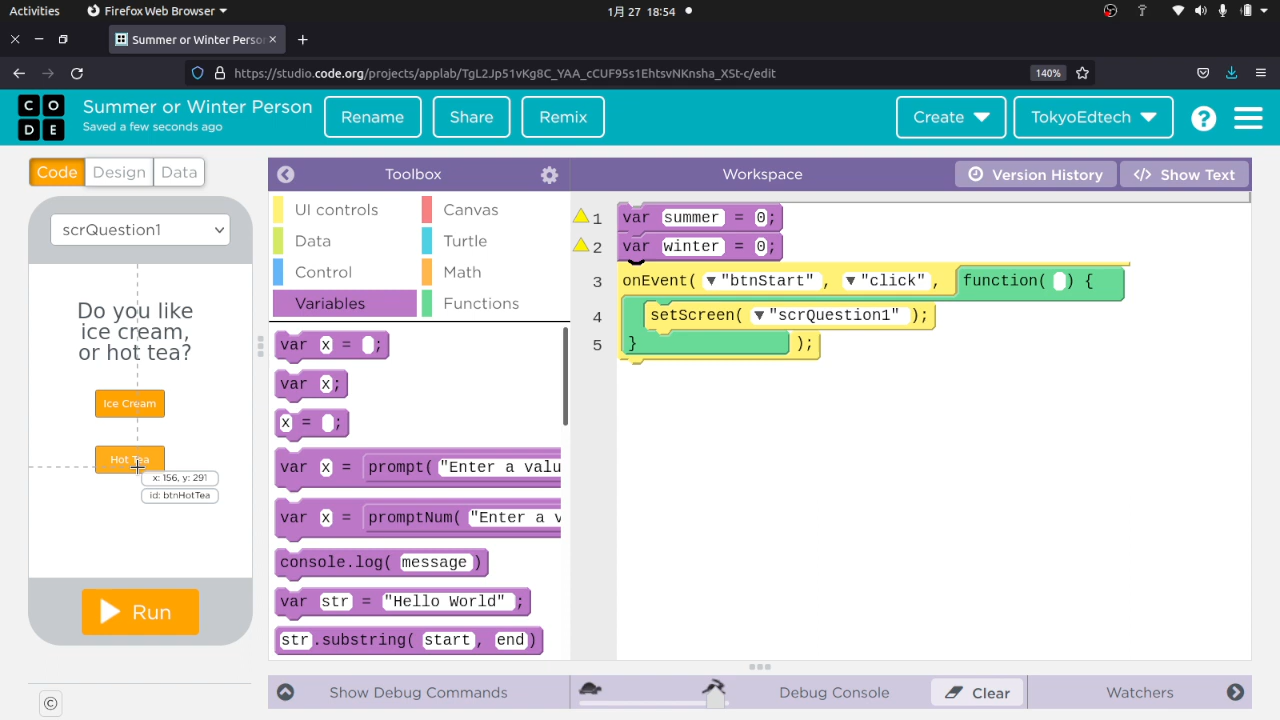 Activities
Firefox Web Browser
1月 27 18:54
Summer or Winter Perso
https://studio.code.org/projects/applab/TgL2Jp51vKg8C_YAA_cCUF95s1EhtsvNKnsha_XSt-c/edit
140%
CODE
Summer or Winter Person
Saved a few seconds ago
Rename
Share
Remix
Create
TokyoEdtech
?
Code
Design
Data
Toolbox
Workspace
Version History
</> Show Text
scrQuestion1
Do you like
ice cream,
or hot tea?
Ice Cream
Hot Tea
x: 156, y: 291
id: btnHotTea
Run
©
UI controls
Canvas
Data
Turtle
Control
Math
Variables
Functions
var x = ;
var x;
x = ;
var x = prompt( "Enter a valu
var x = promptNum( "Enter a v
console.log( message )
var str = "Hello World" ;
str.substring( start, end )
1 var summer = 0;
2 var winter = 0;
3 onEvent( ▼"btnStart" , ▼"click", function( ) {
4 setScreen( ▼"scrQuestion1" );
5 } );
Show Debug Commands
Debug Console
Clear
Watchers